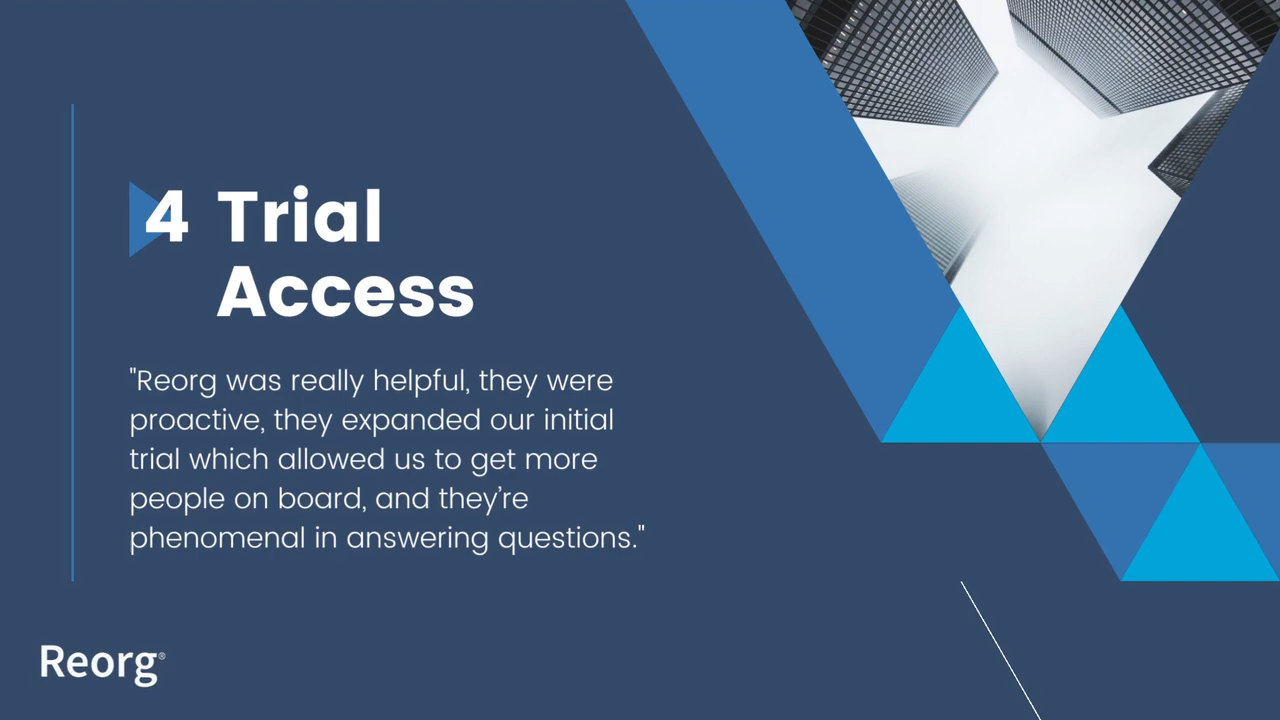 4 Trial
Access
"Reorg was really helpful, they were
proactive, they expanded our initial
trial which allowed us to get more
people on board, and they’re
phenomenal in answering questions."
Reorg®